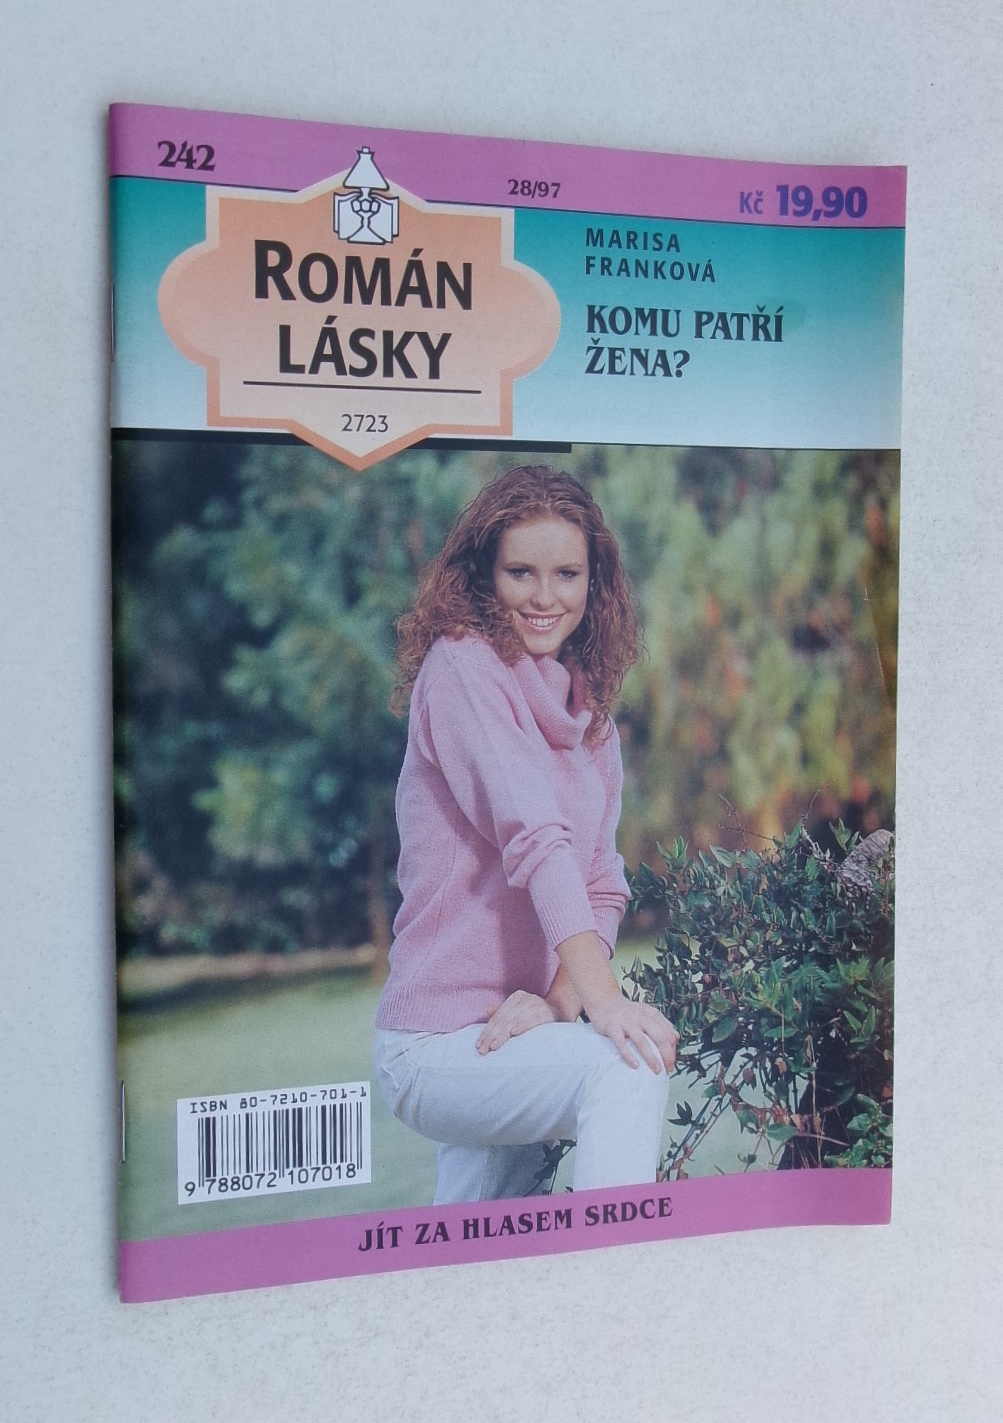 242
28/97
Kč 19,90
ROMÁN
LÁSKY
2723
MARISA
FRANKOVÁ
KOMU PATŘÍ
ŽENA?
ISBN 80-7210-701-1
9 788072 107018
JÍT ZA HLASEM SRDCE